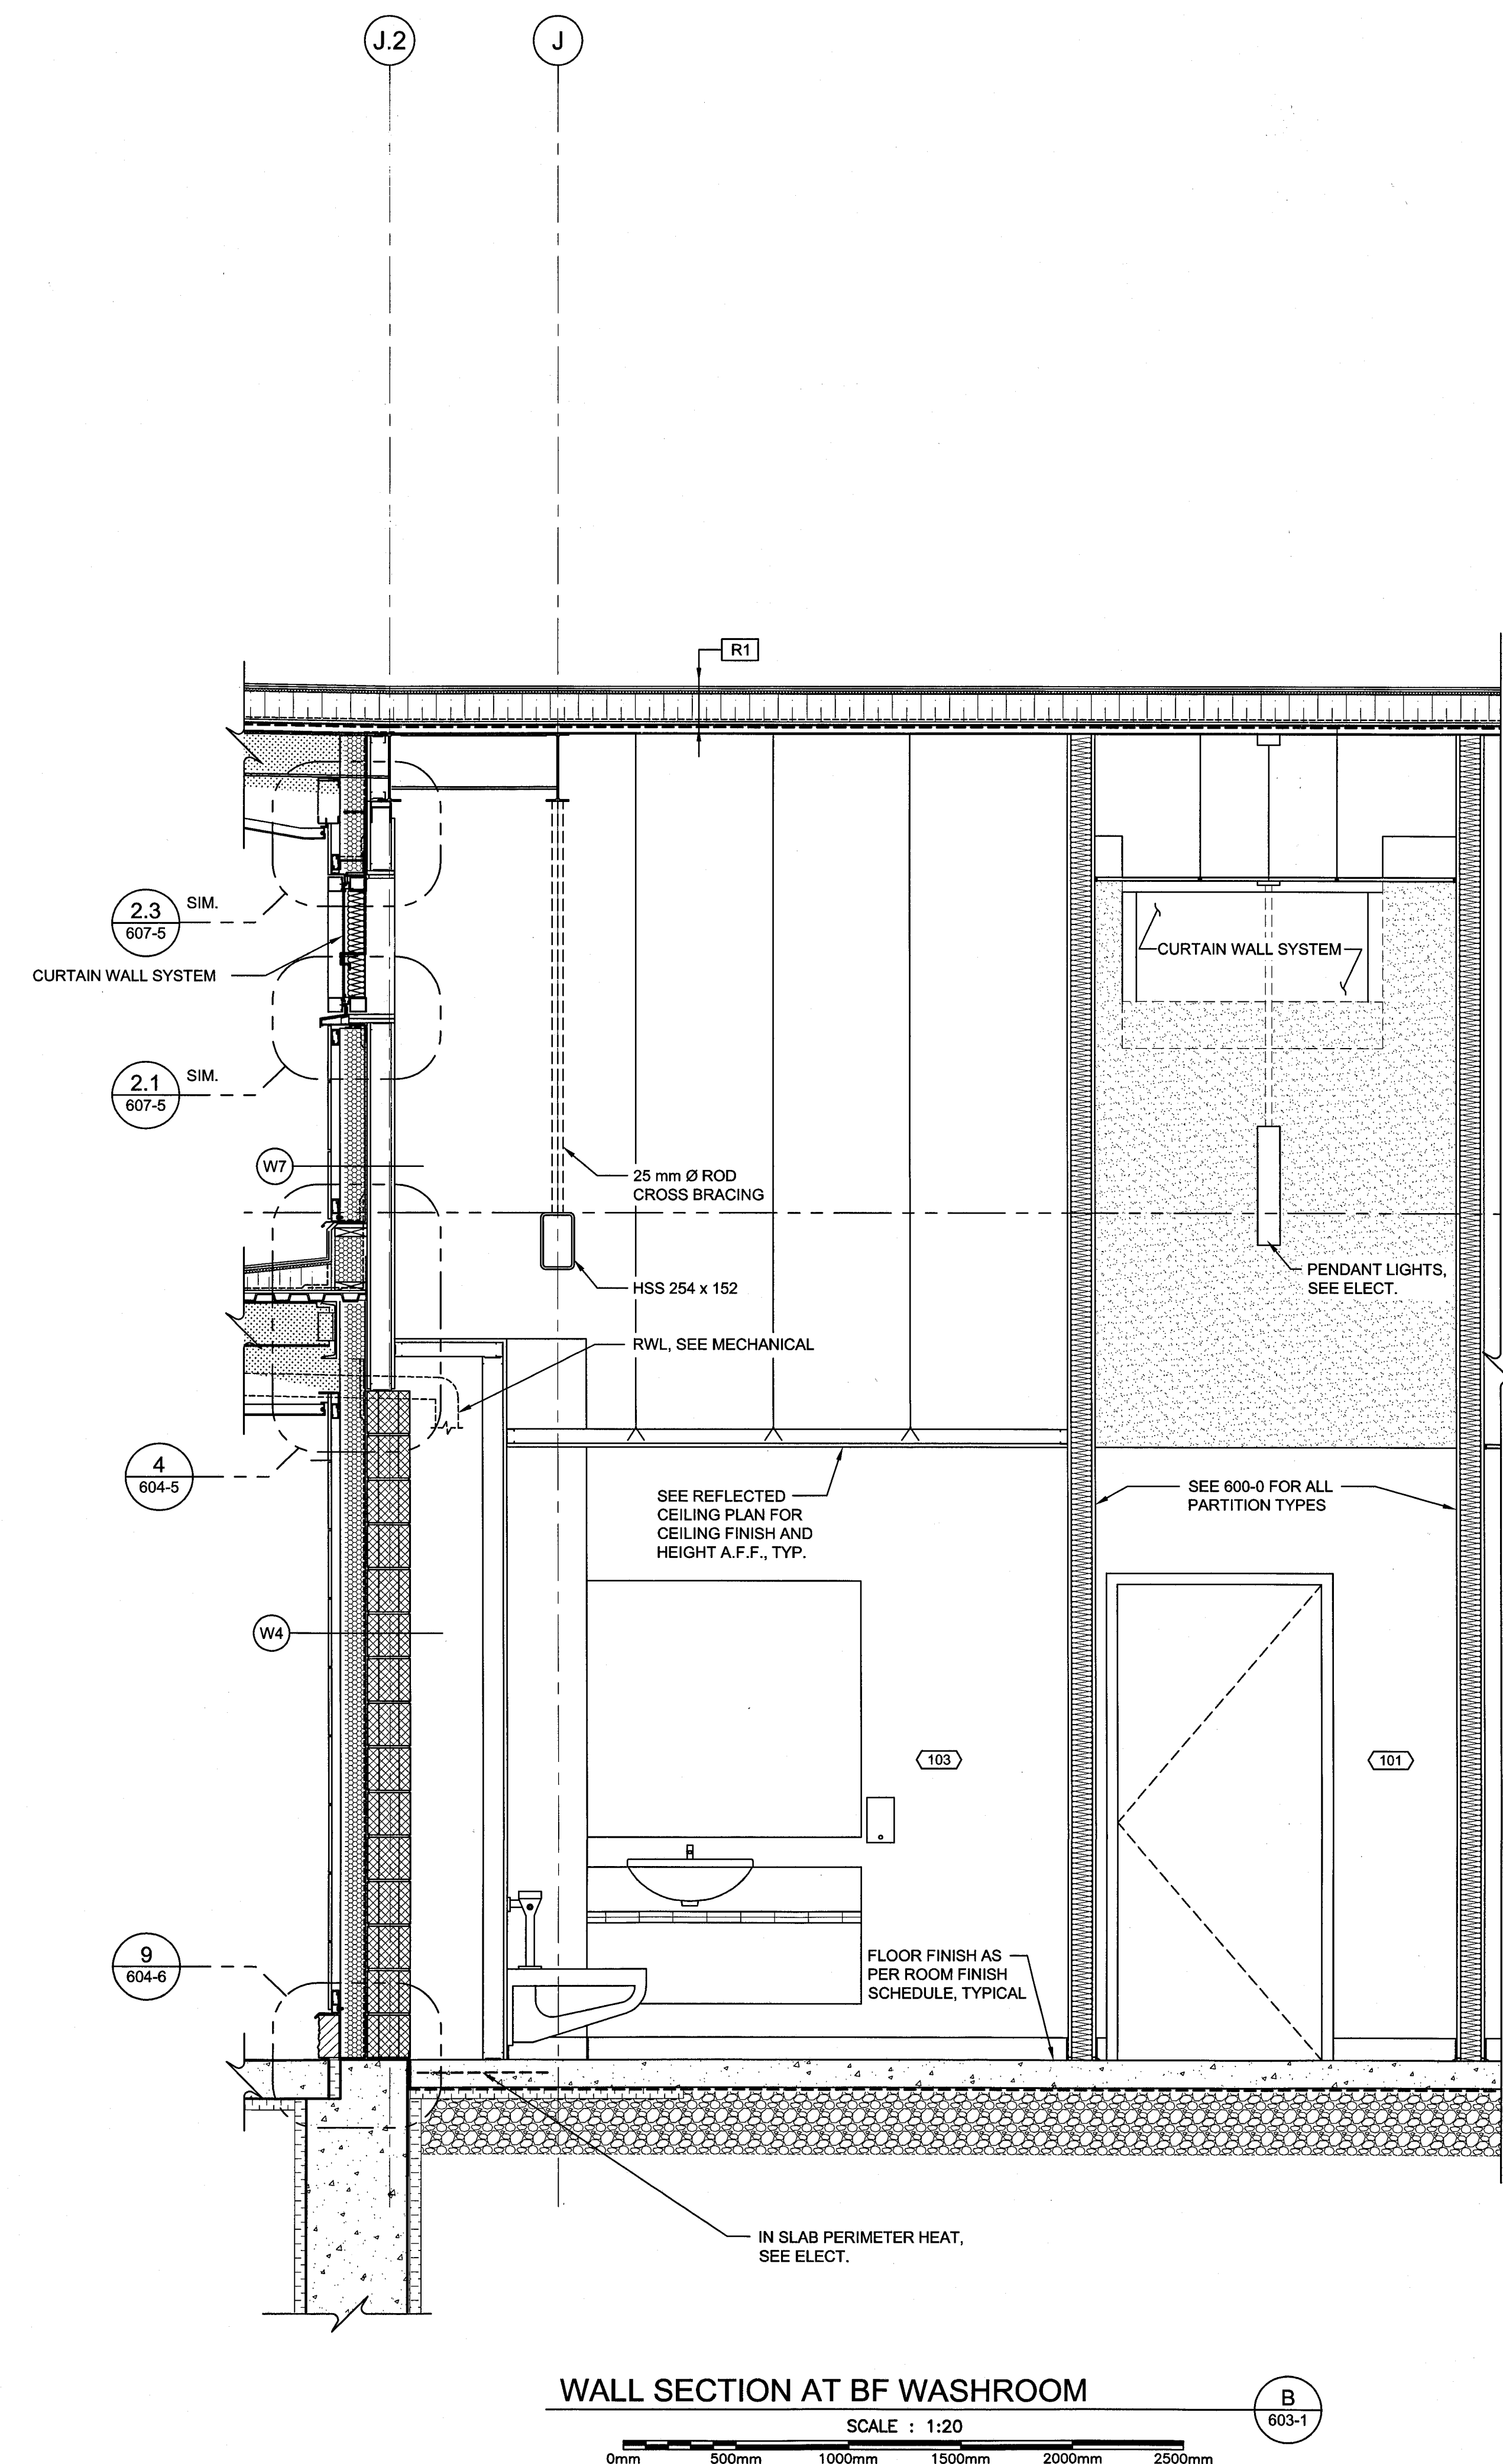 J.2
J
R1
2.3
607-5
SIM.
CURTAIN WALL SYSTEM
CURTAIN WALL SYSTEM
2.1
607-5
SIM.
W7
25 mm Ø ROD
CROSS BRACING
HSS 254 x 152
PENDANT LIGHTS,
SEE ELECT.
RWL, SEE MECHANICAL
4
604-5
SEE REFLECTED
CEILING PLAN FOR
CEILING FINISH AND
HEIGHT A.F.F., TYP.
SEE 600-0 FOR ALL
PARTITION TYPES
W4
103
101
9
604-6
FLOOR FINISH AS
PER ROOM FINISH
SCHEDULE, TYPICAL
IN SLAB PERIMETER HEAT,
SEE ELECT.
WALL SECTION AT BF WASHROOM
B
603-1
SCALE : 1:20
0mm 500mm 1000mm 1500mm 2000mm 2500mm